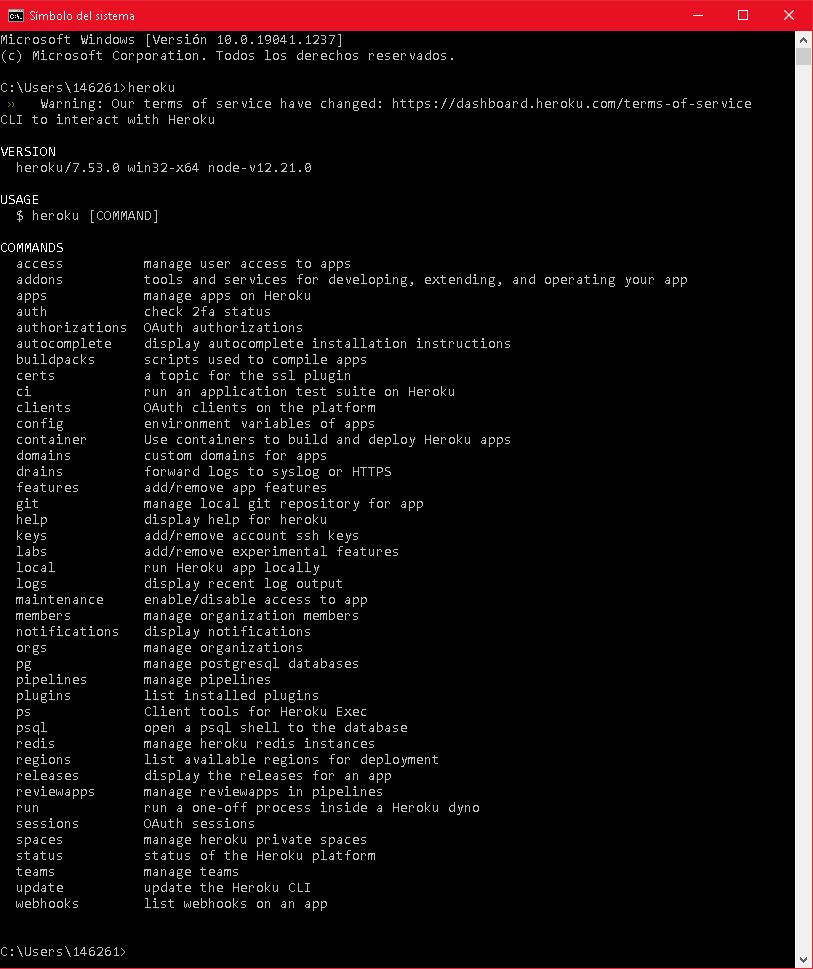 Símbolo del sistema
Microsoft Windows [Versión 10.0.19041.1237]
(c) Microsoft Corporation. Todos los derechos reservados.
C:\Users\146261>heroku
 »   Warning: Our terms of service have changed: https://dashboard.heroku.com/terms-of-service
CLI to interact with Heroku
VERSION
  heroku/7.53.0 win32-x64 node-v12.21.0
USAGE
  $ heroku [COMMAND]
COMMANDS
  access          manage user access to apps
  addons          tools and services for developing, extending, and operating your app
  apps            manage apps on Heroku
  auth            check 2fa status
  authorizations  OAuth authorizations
  autocomplete    display autocomplete installation instructions
  buildpacks      scripts used to compile apps
  certs           a topic for the ssl plugin
  ci              run an application test suite on Heroku
  clients         OAuth clients on the platform
  config          environment variables of apps
  container       Use containers to build and deploy Heroku apps
  domains         custom domains for apps
  drains          forward logs to syslog or HTTPS
  features        add/remove app features
  git             manage local git repository for app
  help            display help for heroku
  keys            add/remove account ssh keys
  labs            add/remove experimental features
  local           run Heroku app locally
  logs            display recent log output
  maintenance     enable/disable access to app
  members         manage organization members
  notifications   display notifications
  orgs            manage organizations
  pg              manage postgresql databases
  pipelines       manage pipelines
  plugins         list installed plugins
  ps              Client tools for Heroku Exec
  psql            open a psql shell to the database
  redis           manage heroku redis instances
  regions         list available regions for deployment
  releases        display the releases for an app
  reviewapps      manage reviewapps in pipelines
  run             run a one-off process inside a Heroku dyno
  sessions        OAuth sessions
  spaces          manage heroku private spaces
  status          status of the Heroku platform
  teams           manage teams
  update          update the Heroku CLI
  webhooks        list webhooks on an app
C:\Users\146261>